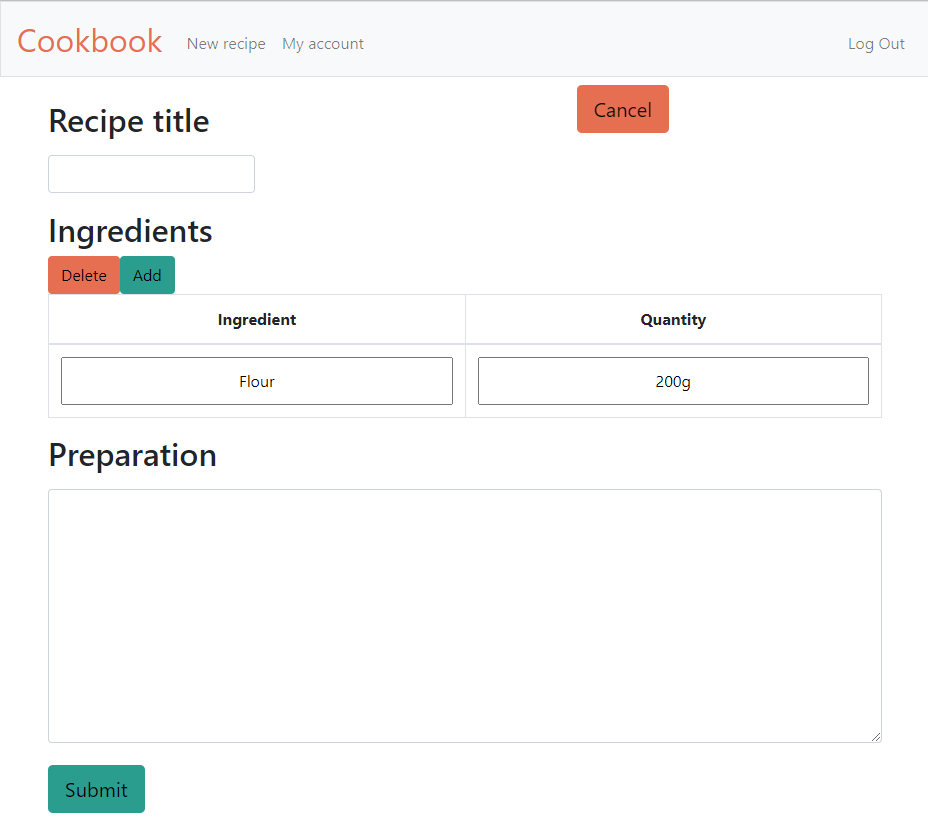 Cookbook New recipe My account Log Out
Recipe title Cancel
Ingredients
Delete Add
Ingredient Quantity
Flour 200g
Preparation
Submit